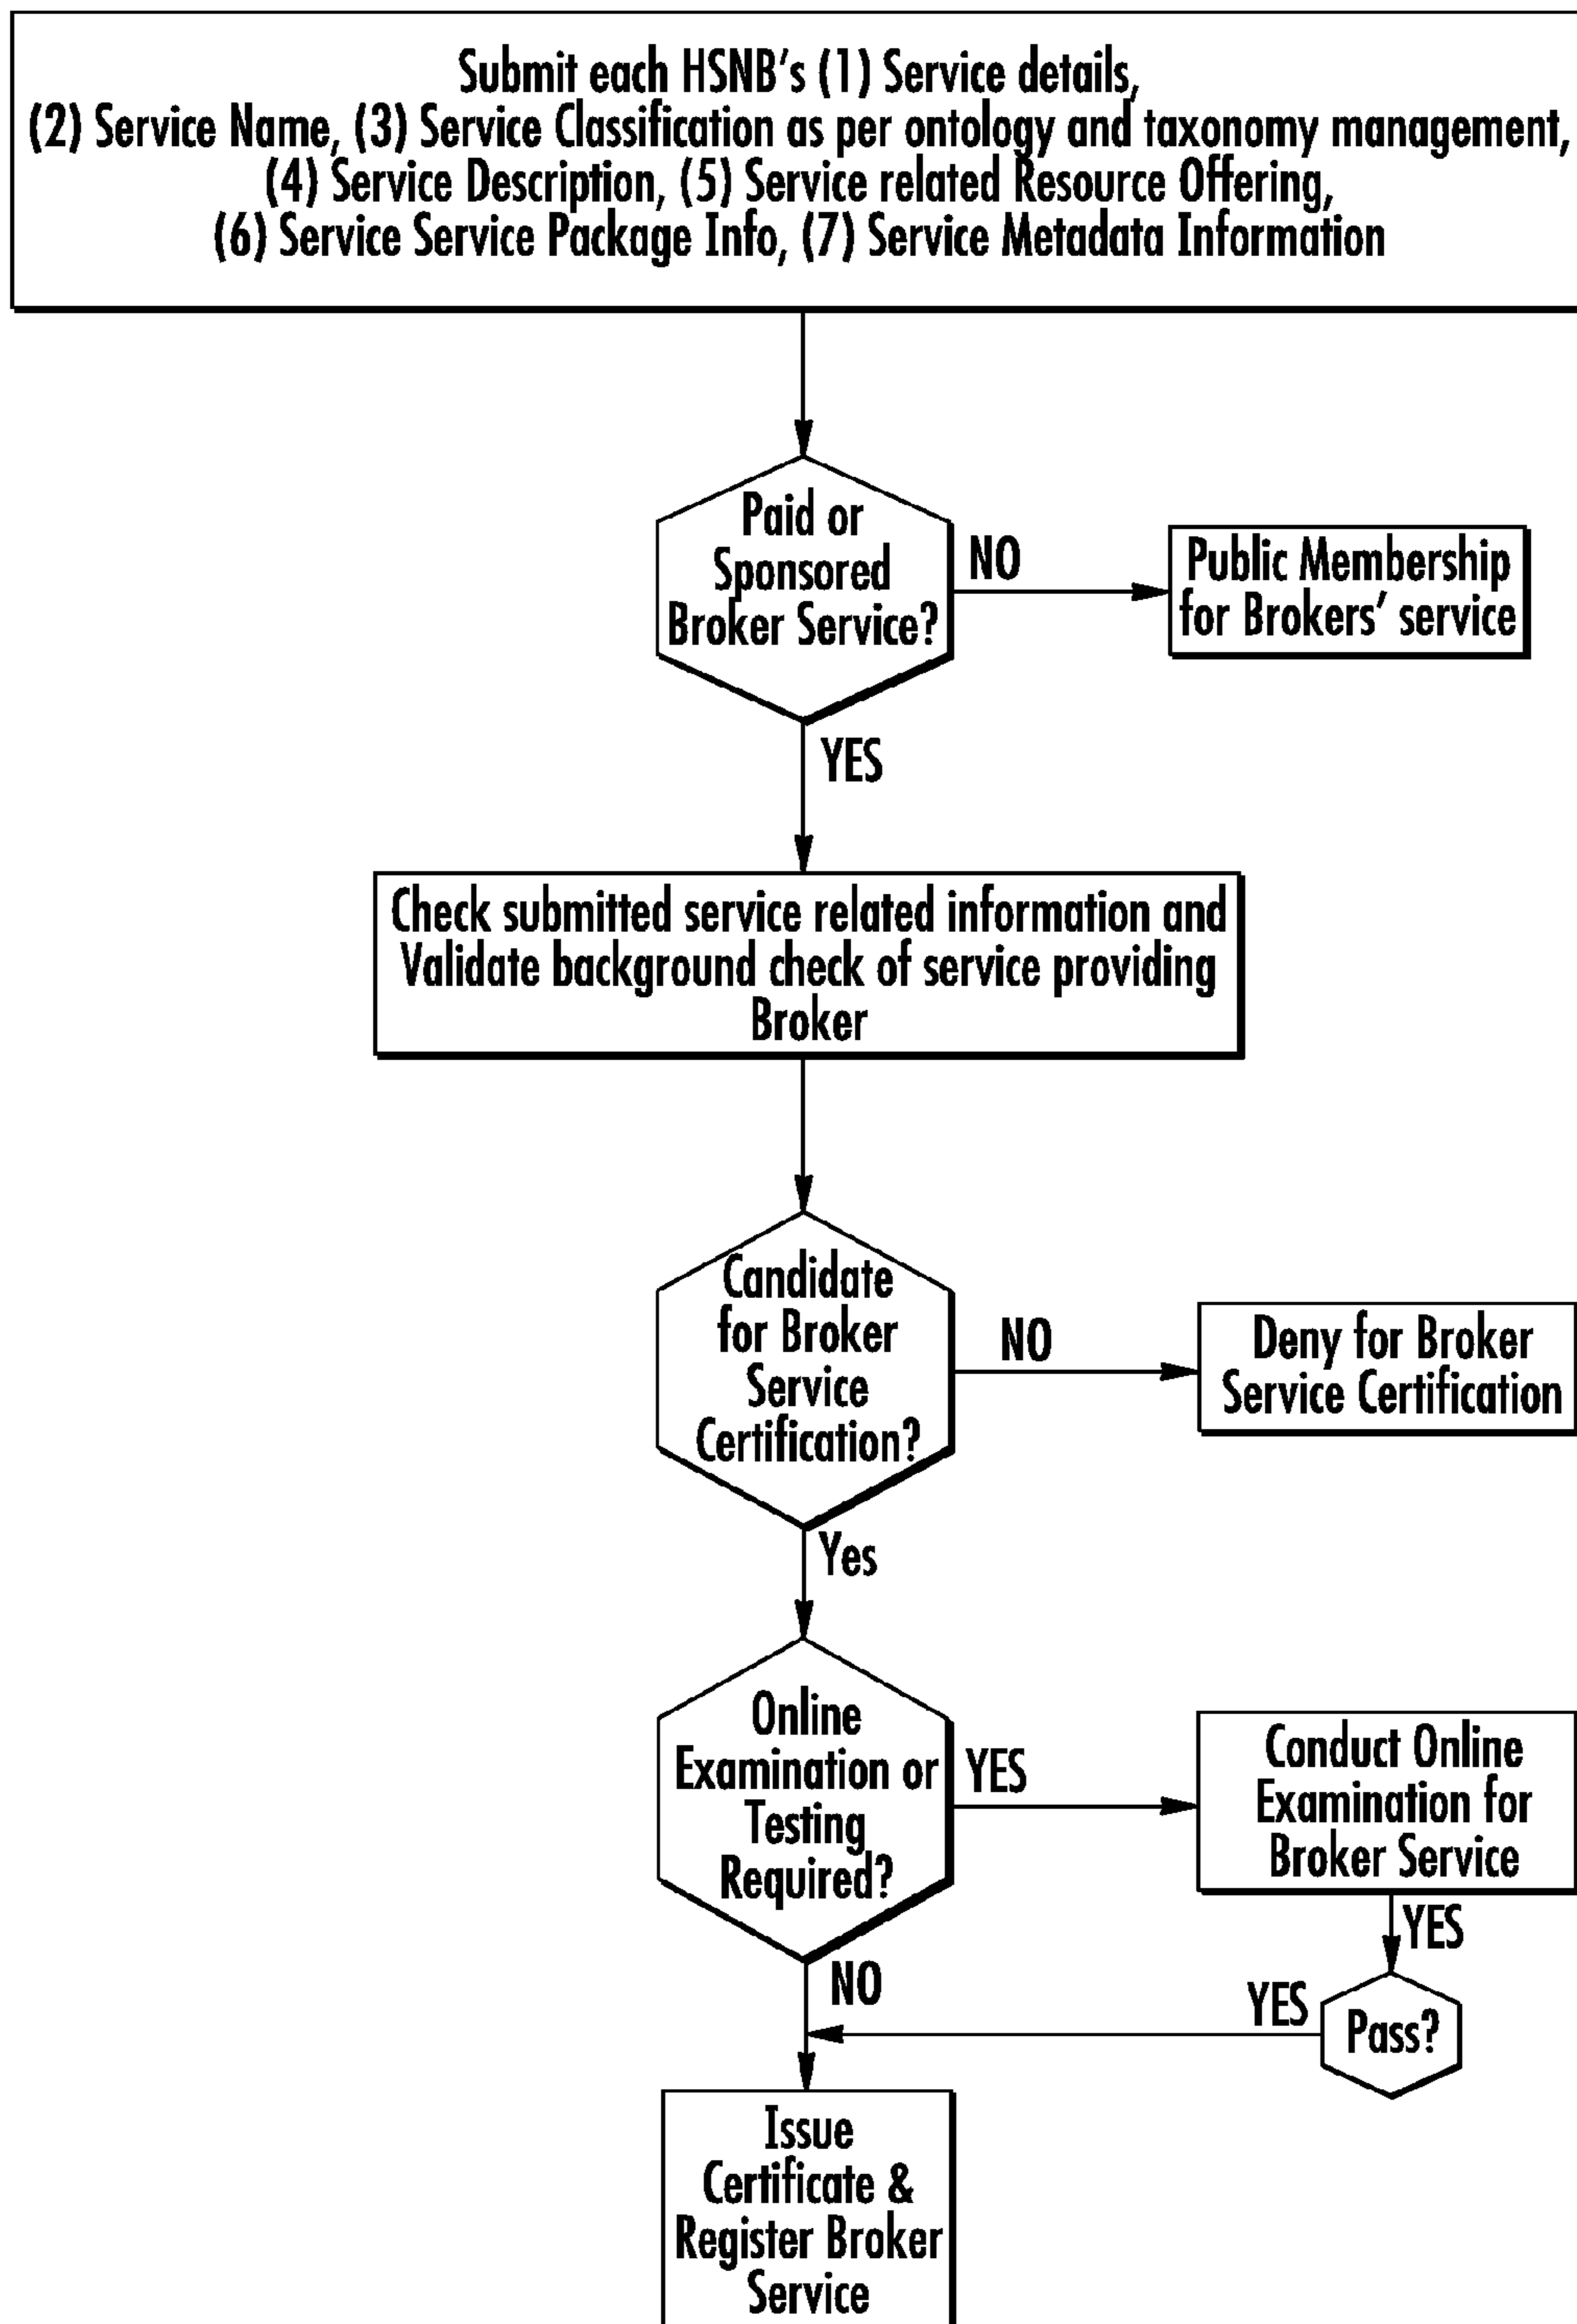 Submit each HSNB's (1) Service details,
(2) Service Name, (3) Service Classification as per ontology and taxonomy management,
(4) Service Description, (5) Service related Resource Offering,
(6) Service Service Package Info, (7) Service Metadata Information
Paid or
Sponsored
Broker Service?
NO
Public Membership
for Brokers' service
YES
Check submitted service related information and
Validate background check of service providing
Broker
Candidate
for Broker
Service
Certification?
NO
Deny for Broker
Service Certification
Yes
Online
Examination or
Testing
Required?
YES
Conduct Online
Examination for
Broker Service
YES
NO
YES
Pass?
Issue
Certificate &
Register Broker
Service